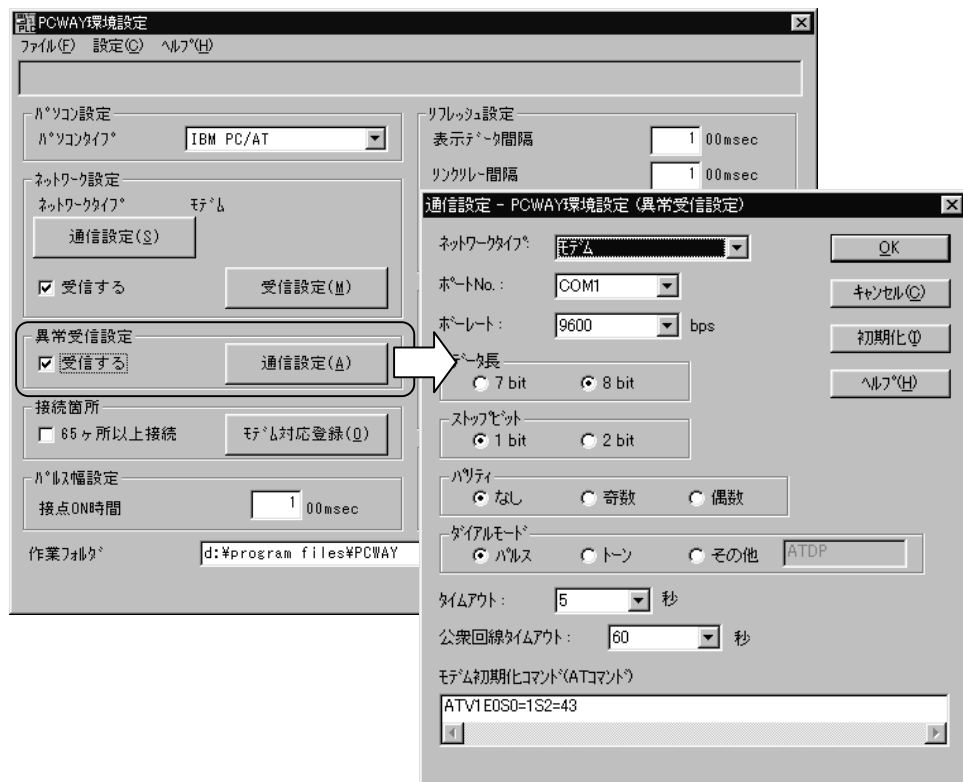 PCWAY環境設定
ファイル(F) 設定(C) ヘルプ(H)
パソコン設定
パソコンタイプ IBM PC/AT
ネットワーク設定
ネットワークタイプ モデム
通信設定(S)
受信する 受信設定(M)
異常受信設定
受信する 通信設定(A)
接続箇所
65ヶ所以上接続 モデム対応登録(O)
パルス幅設定
接点ON時間 1 00msec
作業フォルダ d:¥program files¥PCWAY
リフレッシュ設定
表示データ間隔 1 00msec
リンクリレー間隔 1 00msec
通信設定 - PCWAY環境設定 (異常受信設定)
ネットワークタイプ: モデム OK
ポートNo.: COM1 キャンセル(C)
ボーレート: 9600 bps 初期化(I)
データ長
7 bit 8 bit ヘルプ(H)
ストップビット
1 bit 2 bit
パリティ
なし 奇数 偶数
ダイアルモード
パルス トーン その他 ATDP
タイムアウト: 5 秒
公衆回線タイムアウト: 60 秒
モデム初期化コマンド(ATコマンド)
ATV1E0S0=1S2=43